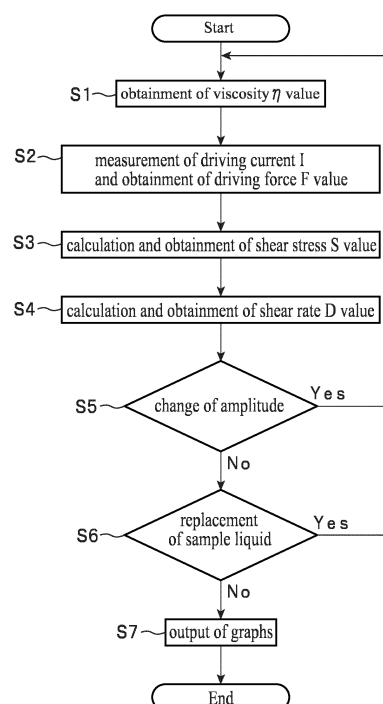 Start
S1
obtainment of viscosity η value
S2
measurement of driving current I
and obtainment of driving force F value
S3
calculation and obtainment of shear stress S value
S4
calculation and obtainment of shear rate D value
S5
change of amplitude
Yes
No
S6
replacement
of sample liquid
Yes
No
S7
output of graphs
End